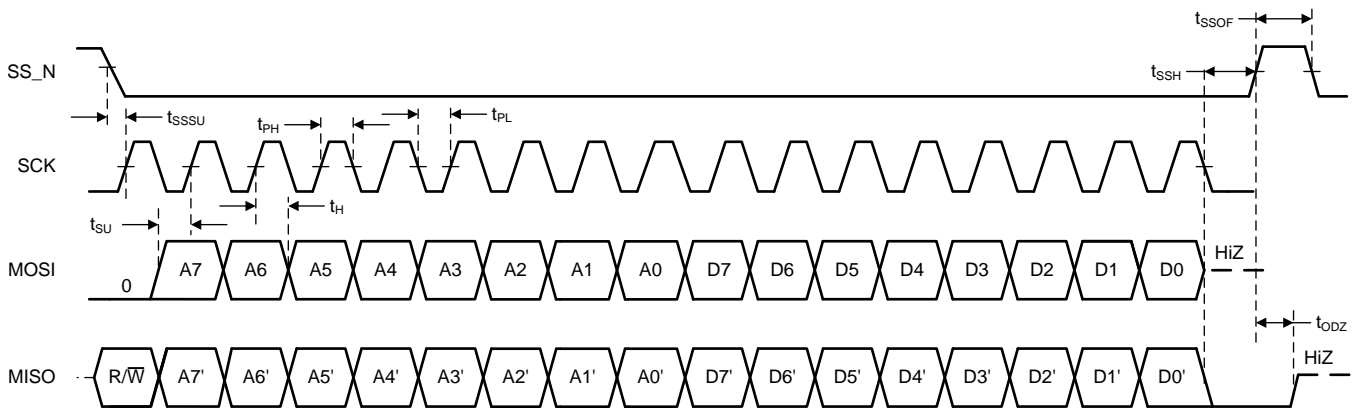 tSSOF
SS_N
tSSH
tSSSU
tPH
tPL
SCK
tSU
tH
MOSI 0 A7 A6 A5 A4 A3 A2 A1 A0 D7 D6 D5 D4 D3 D2 D1 D0 HiZ
tODZ
MISO R/W̅ A7' A6' A5' A4' A3' A2' A1' A0' D7' D6' D5' D4' D3' D2' D1' D0' HiZ